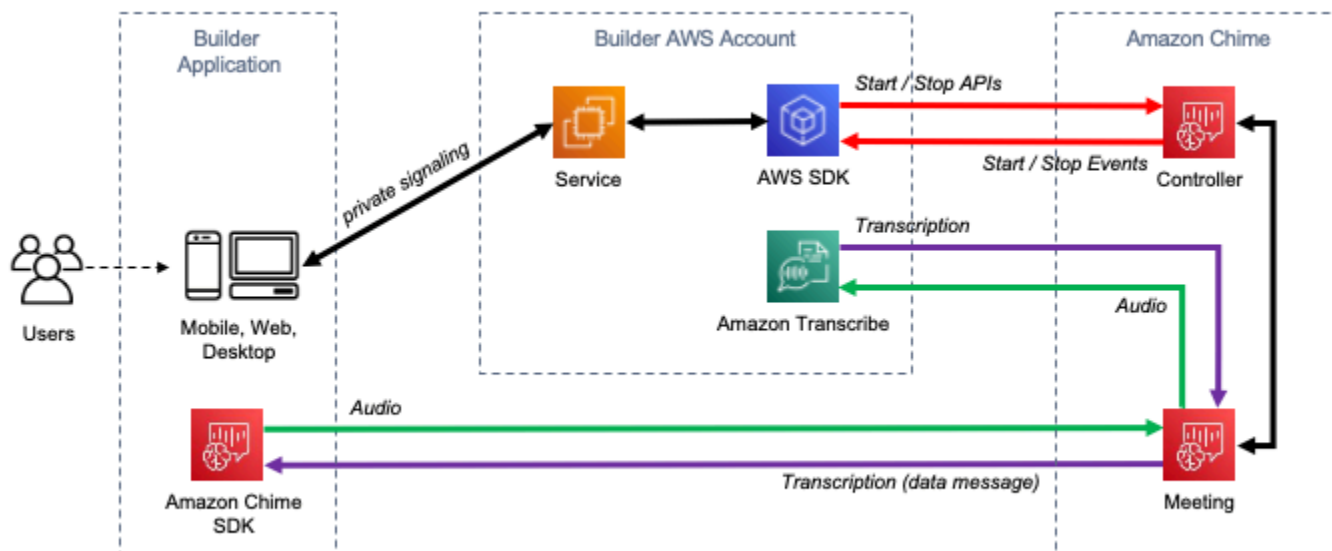 Builder
Application
Builder AWS Account
Amazon Chime
Start / Stop APIs
Start / Stop Events
private signaling
Service
AWS SDK
Controller
Transcription
Audio
Amazon Transcribe
Users
Mobile, Web,
Desktop
Audio
Transcription (data message)
Amazon Chime
SDK
Meeting